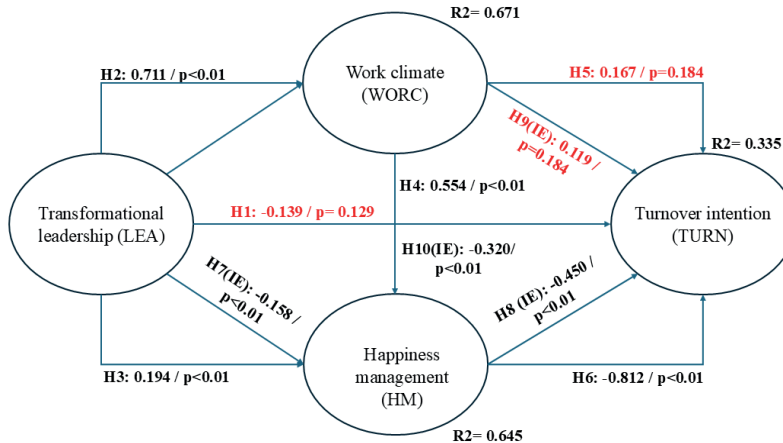 R2= 0.671
H2: 0.711 / p<0.01
Work climate
(WORC)
H5: 0.167 / p=0.184
H9(IE): 0.119 /
p=0.184
R2= 0.335
H4: 0.554 / p<0.01
Transformational
leadership (LEA)
H1: -0.139 / p= 0.129
Turnover intention
(TURN)
H10(IE): -0.320/
p<0.01
H7(IE): -0.158 /
p<0.01
H8 (IE): -0.450 /
p<0.01
Happiness
management
(HM)
H3: 0.194 / p<0.01
H6: -0.812 / p<0.01
R2= 0.645